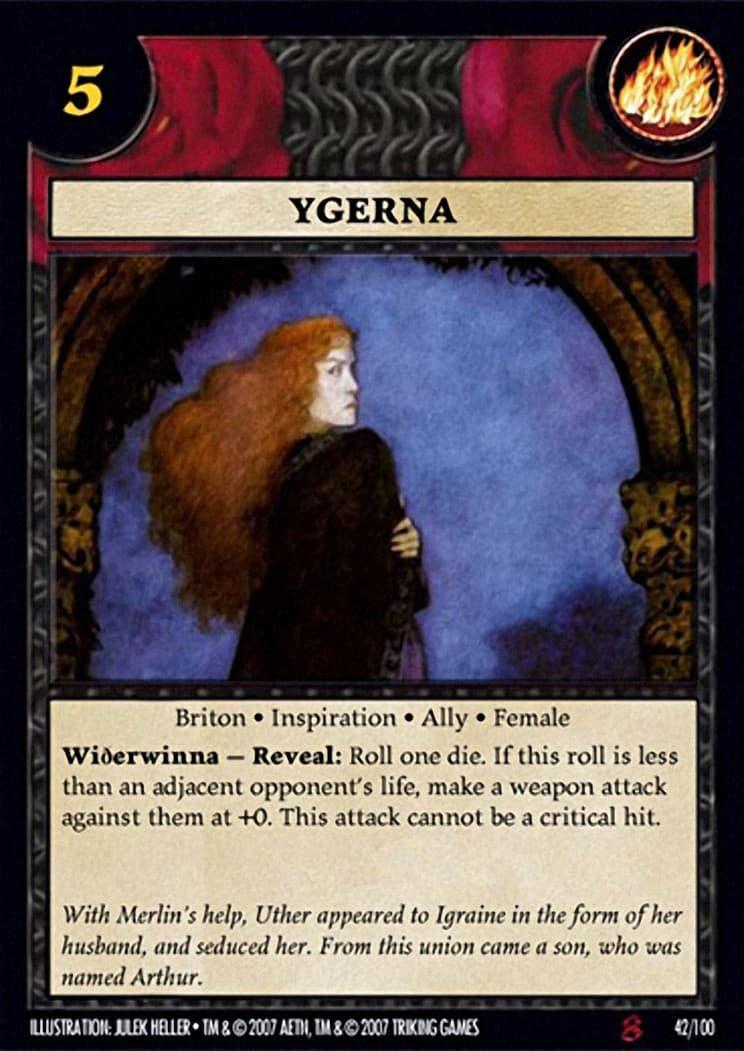 5
YGERNA
Briton • Inspiration • Ally • Female
Wiðerwinna – Reveal: Roll one die. If this roll is less
than an adjacent opponent's life, make a weapon attack
against them at +0. This attack cannot be a critical hit.
With Merlin's help, Uther appeared to Igraine in the form of her
husband, and seduced her. From this union came a son, who was
named Arthur.
ILLUSTRATION: JULEK HELLER • TM & © 2007 AETH, TM & © 2007 TRIKING GAMES
42/100